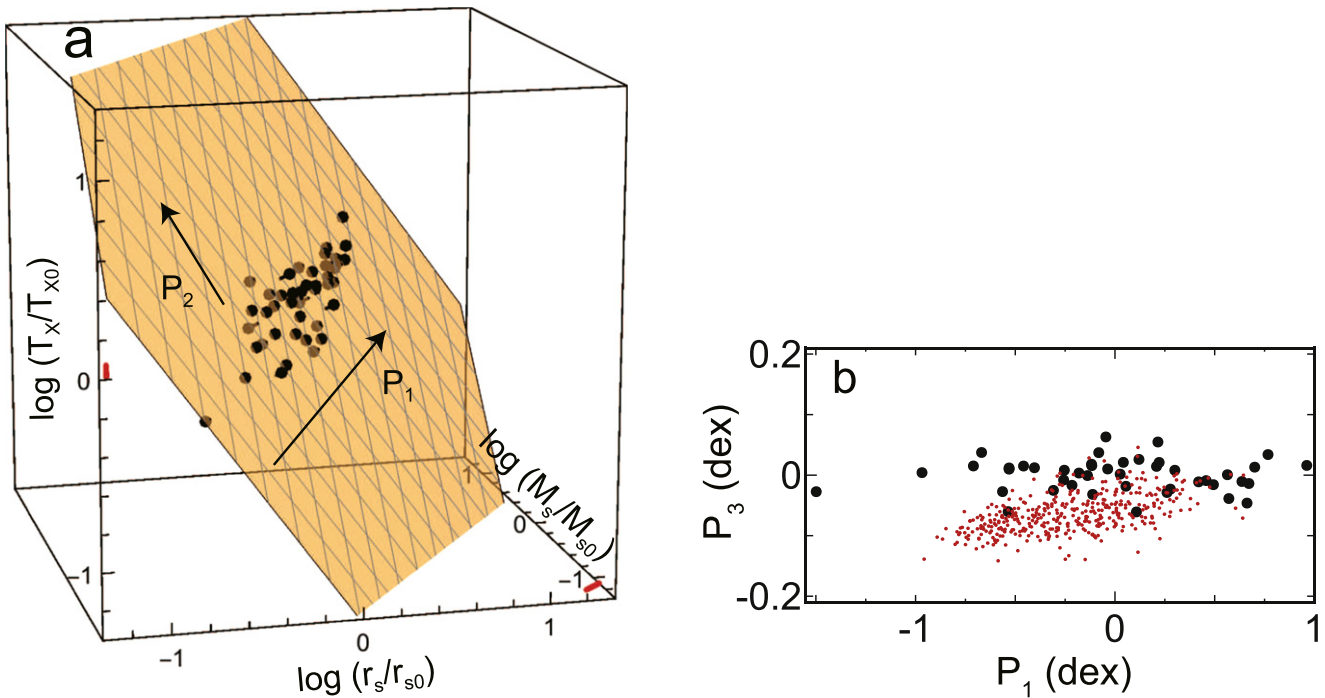 a
1
0
−1
log (T_X/T_X0)
P_2
P_1
−1
0
1
log (r_s/r_s0)
1
0
−1
log (M_s/M_s0)
b
0.2
0
-0.2
P_3 (dex)
-1
0
1
P_1 (dex)